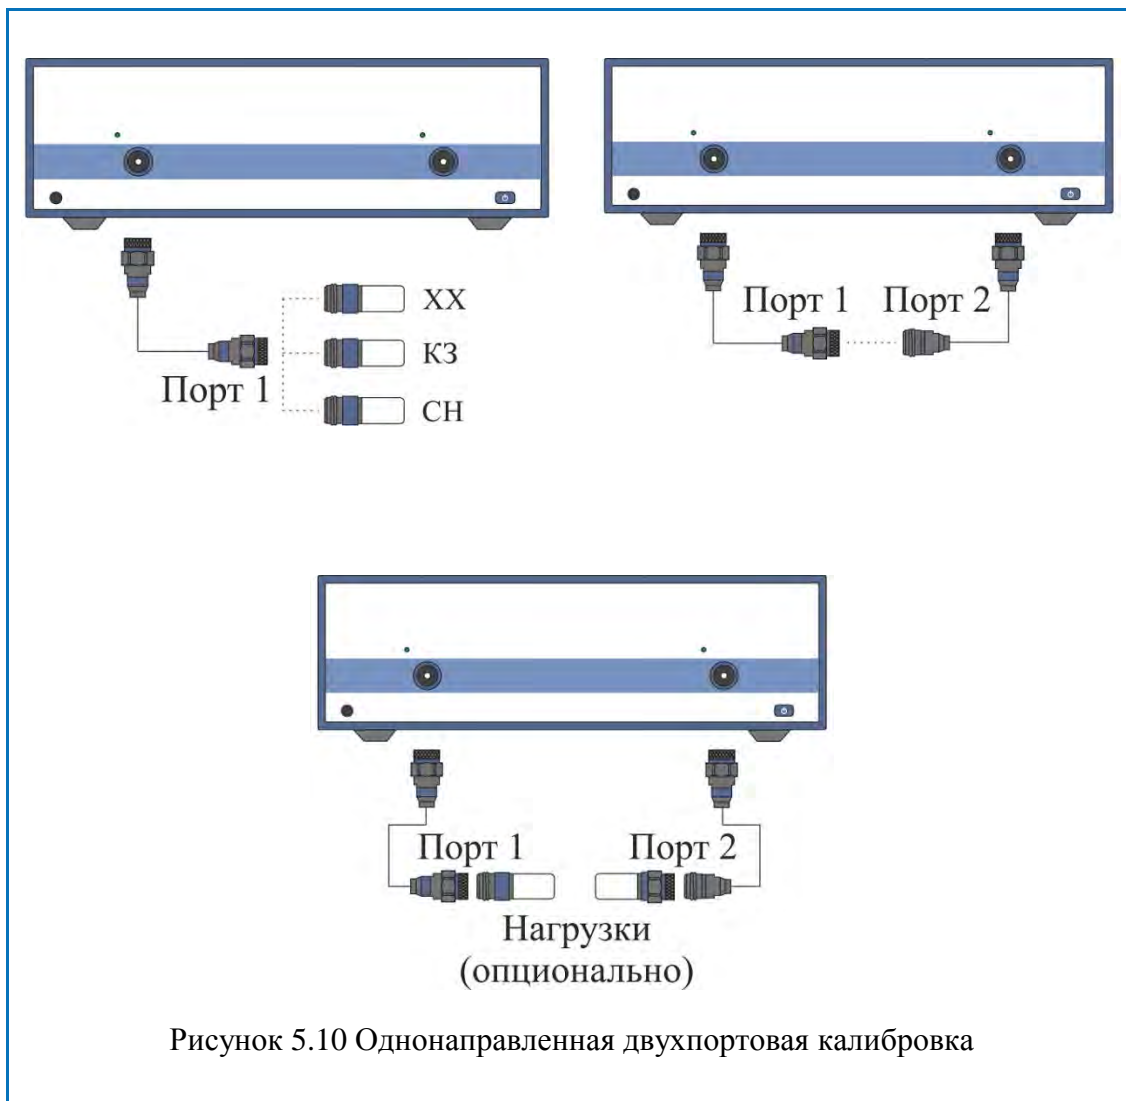 ХХ
КЗ
СН
Порт 1
Порт 1
Порт 2
Порт 1
Порт 2
Нагрузки
(опционально)
Рисунок 5.10 Однонаправленная двухпортовая калибровка